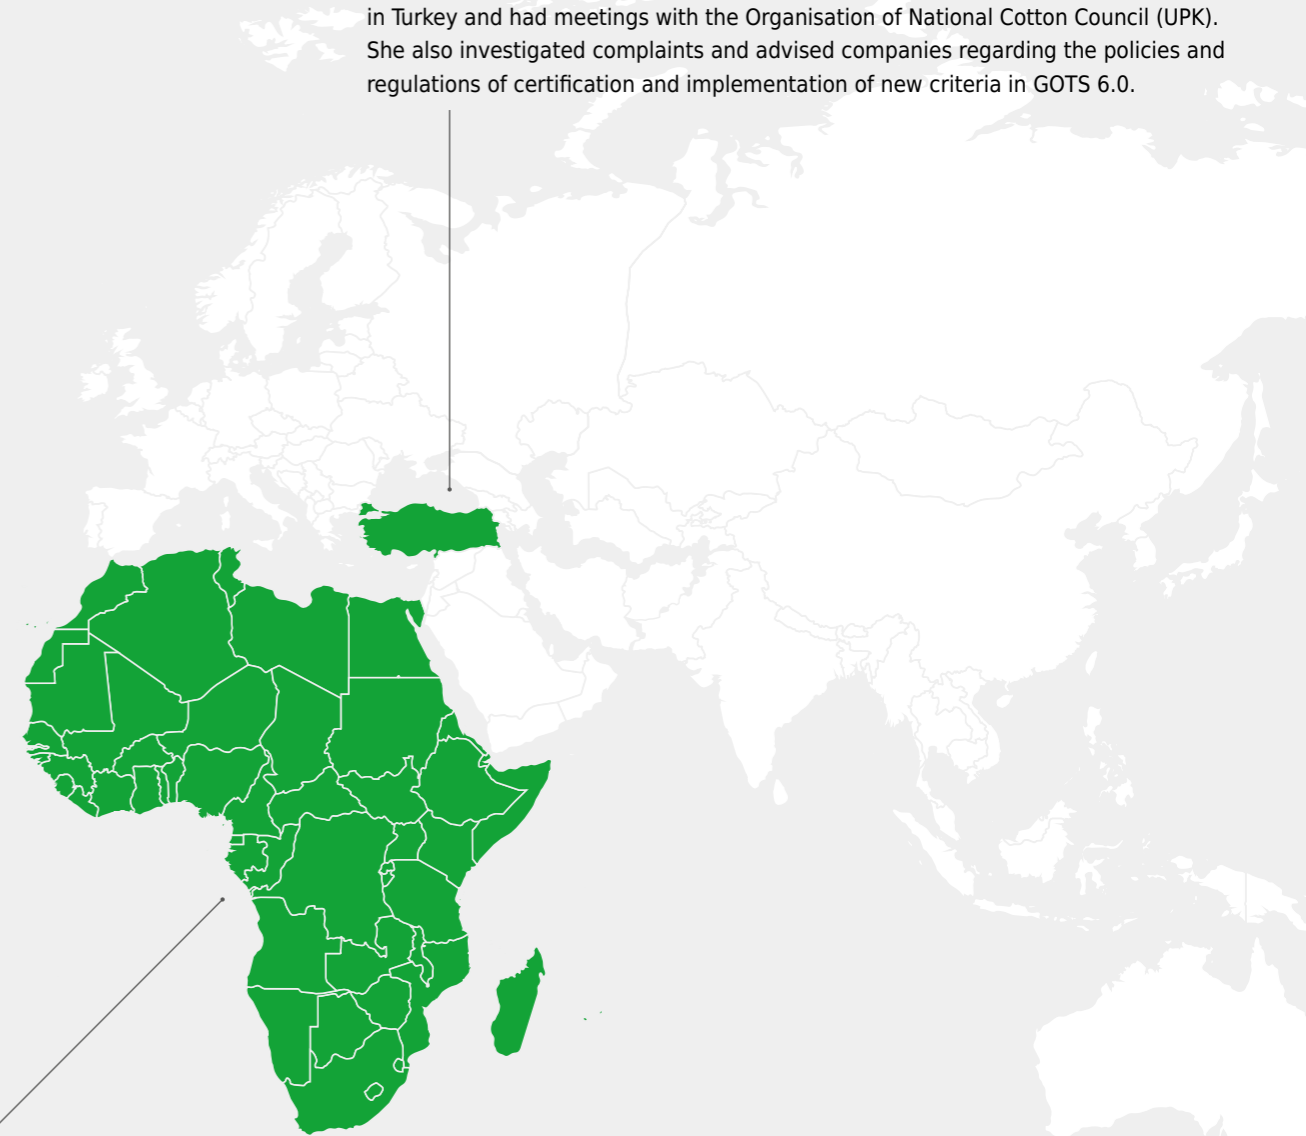 in Turkey and had meetings with the Organisation of National Cotton Council (UPK).
She also investigated complaints and advised companies regarding the policies and
regulations of certification and implementation of new criteria in GOTS 6.0.